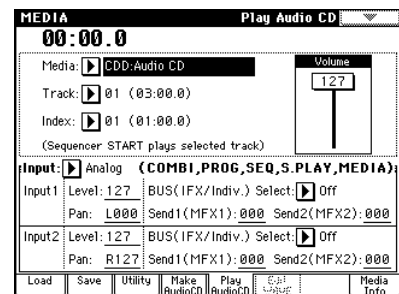 MEDIA Play Audio CD
00:00.0
Media: CDD:Audio CD
Volume
127
Track: 01 (03:00.0)
Index: 01 (01:00.0)
(Sequencer START plays selected track)
Input: Analog (COMBI,PROG,SEQ,S.PLAY,MEDIA)
Input1 Level: 127 BUS(IFX/Indiv.) Select: Off
Pan: L000 Send1(MFX1): 000 Send2(MFX2): 000
Input2 Level: 127 BUS(IFX/Indiv.) Select: Off
Pan: R127 Send1(MFX1): 000 Send2(MFX2): 000
Load Save Utility Make AudioCD Play AudioCD Edit WAVE Media Info